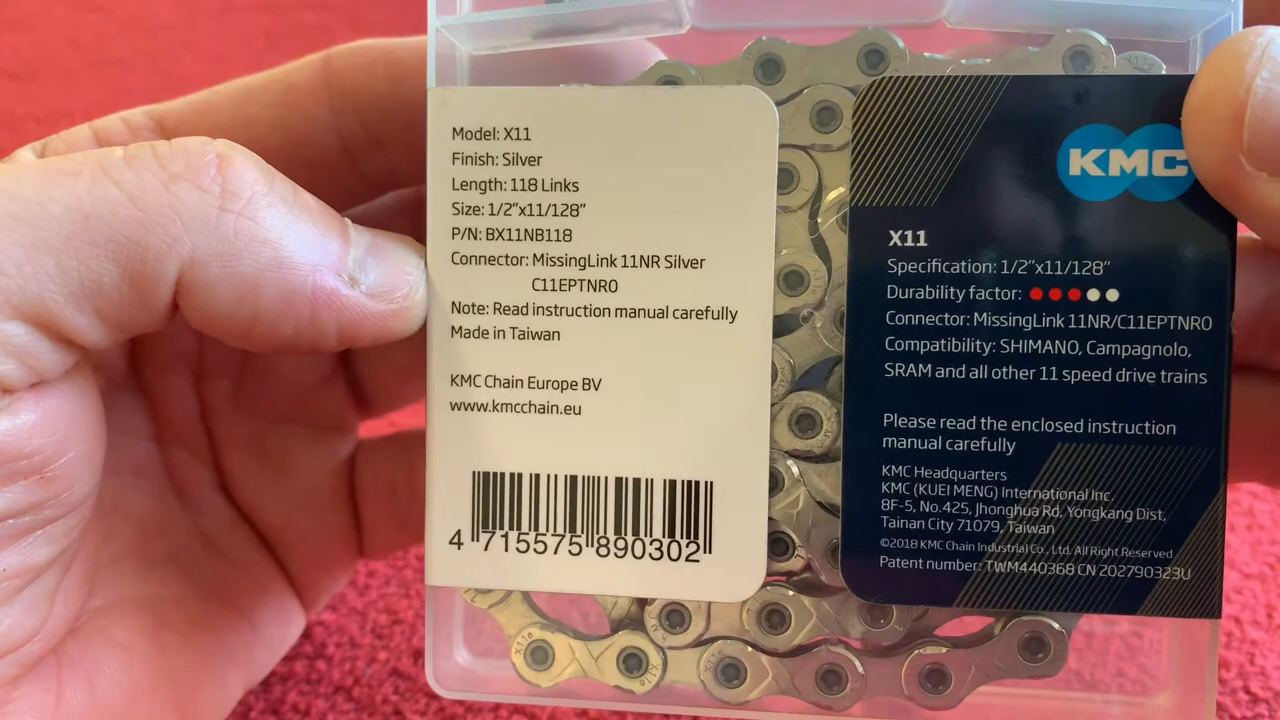 Model: X11
Finish: Silver
Length: 118 Links
Size: 1/2"x11/128"
P/N: BX11NB118
Connector: MissingLink 11NR Silver
C11EPTNR0
Note: Read instruction manual carefully
Made in Taiwan
KMC Chain Europe BV
www.kmcchain.eu
4 715575 890302
KMC
X11
Specification: 1/2"x11/128"
Durability factor:
Connector: MissingLink 11NR/C11EPTNR0
Compatibility: SHIMANO, Campagnolo,
SRAM and all other 11 speed drive trains
Please read the enclosed instruction
manual carefully
KMC Headquarters
KMC (KUEI MENG) International Inc.
8F-5, No.425, Jhonghua Rd, Yongkang Dist,
Tainan City 71079, Taiwan
©2018 KMC Chain Industrial Co., Ltd. All Right Reserved
Patent number: TWM440368 CN 202790323U
X11e
X11e
X11e